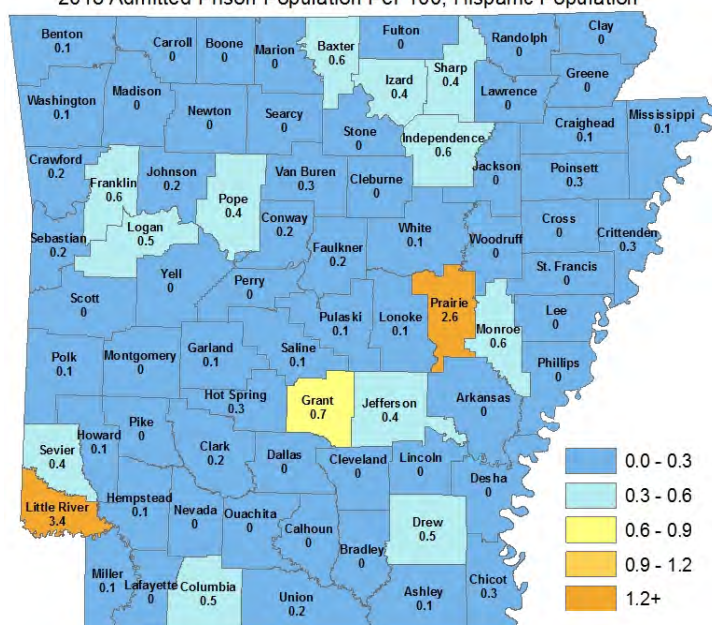 2018 Admitted Prison Population Per 100, Hispanic Population
Benton
0.1
Carroll
0
Boone
0
Marion
0
Baxter
0.6
Fulton
0
Randolph
0
Clay
0
Sharp
0.4
Izard
0.4
Greene
0
Lawrence
0
Washington
0.1
Madison
0
Newton
0
Searcy
0
Stone
0
Independence
0.6
Craighead
0.1
Mississippi
0.1
Crawford
0.2
Franklin
0.6
Johnson
0.2
Pope
0.4
Van Buren
0.3
Cleburne
0
Jackson
0
Poinsett
0.3
Logan
0.5
Sebastian
0.2
Conway
0.2
Faulkner
0.2
White
0.1
Woodruff
0
Cross
0
Crittenden
0.3
St. Francis
0
Scott
0
Yell
0
Perry
0
Pulaski
0.1
Lonoke
0.1
Prairie
2.6
Monroe
0.6
Lee
0
Phillips
0
Polk
0.1
Montgomery
0
Garland
0.1
Saline
0.1
Hot Spring
0.3
Grant
0.7
Jefferson
0.4
Arkansas
0
Sevier
0.4
Howard
0.1
Pike
0
Clark
0.2
Dallas
0
Cleveland
0
Lincoln
0
Desha
0
Little River
3.4
Hempstead
0.1
Nevada
0
Ouachita
0
Calhoun
0
Bradley
0
Drew
0.5
Miller
0.1
Lafayette
0
Columbia
0.5
Union
0.2
Ashley
0.1
Chicot
0.3
0.0 - 0.3
0.3 - 0.6
0.6 - 0.9
0.9 - 1.2
1.2+